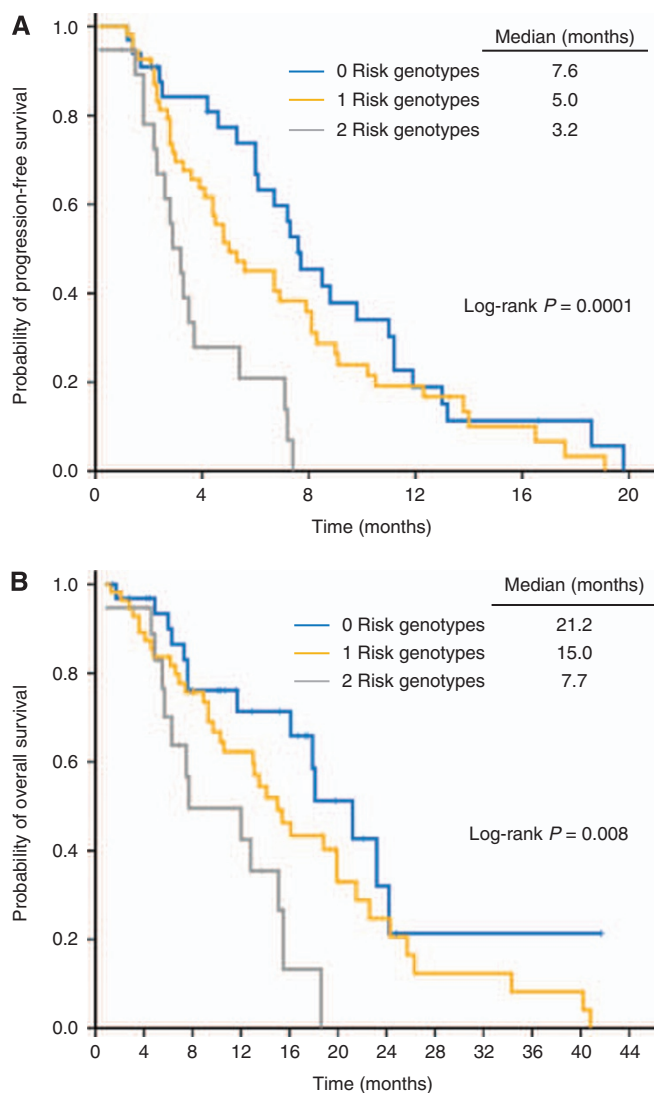 A
Median (months)
0 Risk genotypes 7.6
1 Risk genotypes 5.0
2 Risk genotypes 3.2
Log-rank P = 0.0001
Probability of progression-free survival
1.0
0.8
0.6
0.4
0.2
0.0
0 4 8 12 16 20
Time (months)
B
Median (months)
0 Risk genotypes 21.2
1 Risk genotypes 15.0
2 Risk genotypes 7.7
Log-rank P = 0.008
Probability of overall survival
1.0
0.8
0.6
0.4
0.2
0.0
0 4 8 12 16 20 24 28 32 36 40 44
Time (months)